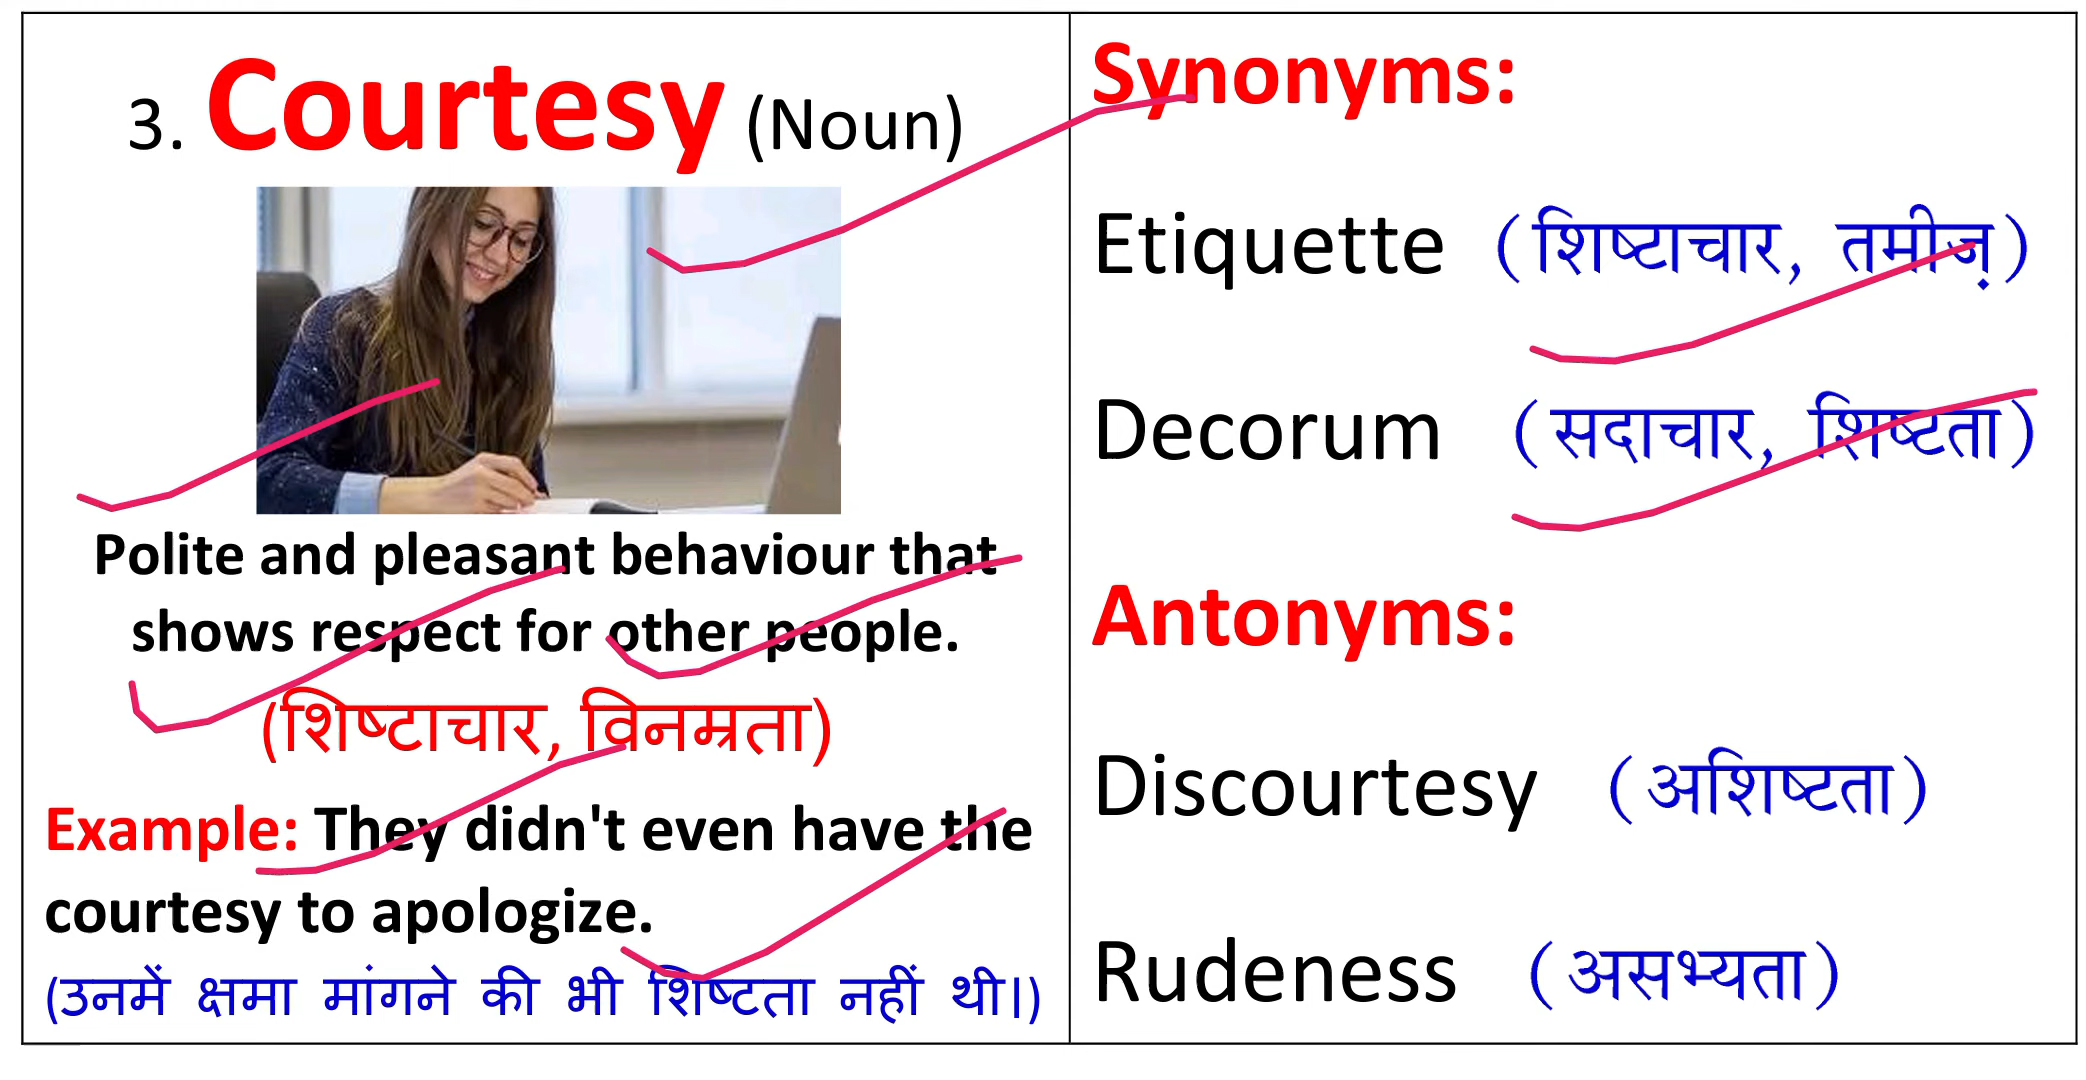 3. Courtesy (Noun)
Polite and pleasant behaviour that
shows respect for other people.
(शिष्टाचार, विनम्रता)
Example: They didn't even have the
courtesy to apologize.
(उनमें क्षमा मांगने की भी शिष्टता नहीं थी।)
Synonyms:
Etiquette (शिष्टाचार, तमीज़)
Decorum (सदाचार, शिष्टता)
Antonyms:
Discourtesy (अशिष्टता)
Rudeness (असभ्यता)